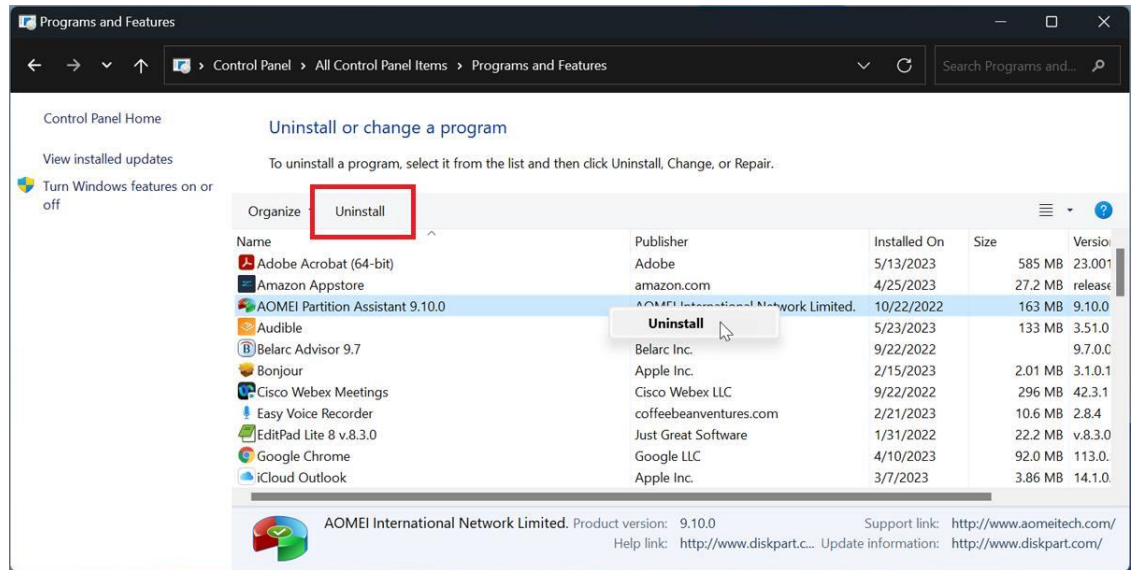 Programs and Features
Control Panel > All Control Panel Items > Programs and Features
Search Programs and...
Control Panel Home
View installed updates
Turn Windows features on or
off
Uninstall or change a program
To uninstall a program, select it from the list and then click Uninstall, Change, or Repair.
Organize Uninstall
Name Publisher Installed On Size
Adobe Acrobat (64-bit) Adobe 5/13/2023 585 MB 23.001
Amazon Appstore amazon.com 4/25/2023 27.2 MB release
AOMEI Partition Assistant 9.10.0 AOMEI International Network Limited. 10/22/2022 163 MB 9.10.0
Uninstall
Audible 5/23/2023 133 MB 3.51.0
Belarc Advisor 9.7 Belarc Inc. 9/22/2022 9.7.0.0
Bonjour Apple Inc. 2/15/2023 2.01 MB 3.1.0.1
Cisco Webex Meetings Cisco Webex LLC 9/22/2022 296 MB 42.3.1
Easy Voice Recorder coffeebeanventures.com 2/21/2023 10.6 MB 2.8.4
EditPad Lite 8 v.8.3.0 Just Great Software 1/31/2022 22.2 MB v.8.3.0
Google Chrome Google LLC 4/10/2023 92.0 MB 113.0.
iCloud Outlook Apple Inc. 3/7/2023 3.86 MB 14.1.0.
AOMEI International Network Limited. Product version: 9.10.0 Support link: http://www.aomeitech.com/
Help link: http://www.diskpart.c... Update information: http://www.diskpart.com/